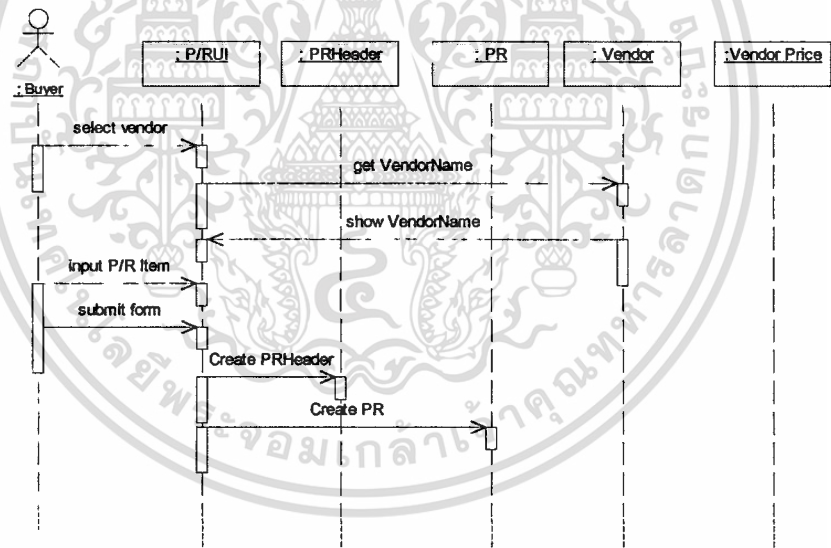 : P/RUI
: PRHeader
: PR
: Vendor
:Vendor Price
: Buyer
select vendor
get VendorName
show VendorName
input P/R Item
submit form
Create PRHeader
Create PR